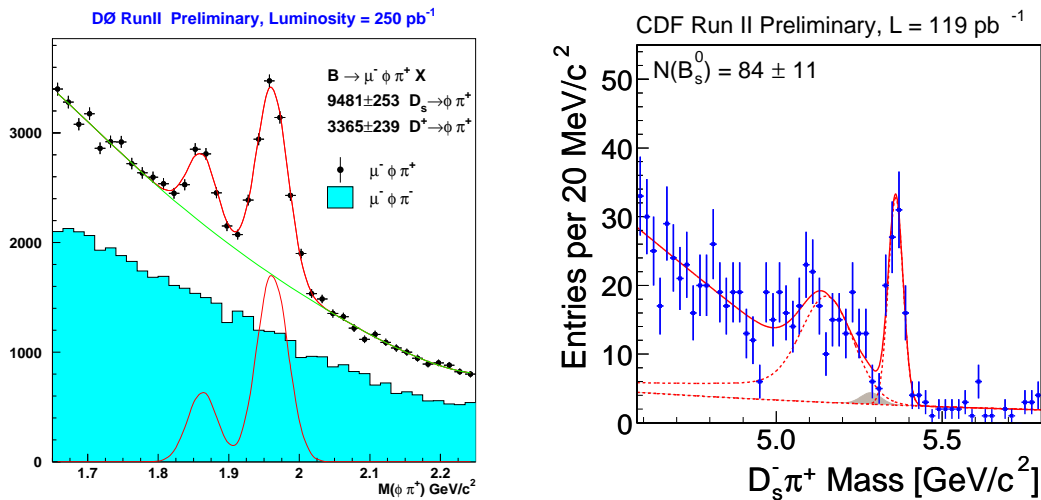 DØ RunII Preliminary, Luminosity = 250 pb⁻¹
B → μ⁻ φ π⁺ X
9481±253 Dₛ→φ π⁺
3365±239 D⁺→φ π⁺
μ⁻ φ π⁺
μ⁻ φ π⁻
3000
2000
1000
0
1.7 1.8 1.9 2 2.1 2.2
M(φ π⁺) GeV/c²
CDF Run II Preliminary, L = 119 pb ⁻¹
N(Bₛ⁰) = 84 ± 11
Entries per 20 MeV/c²
50
40
30
20
10
0
5.0 5.5
Dₛ⁻π⁺ Mass [GeV/c²]